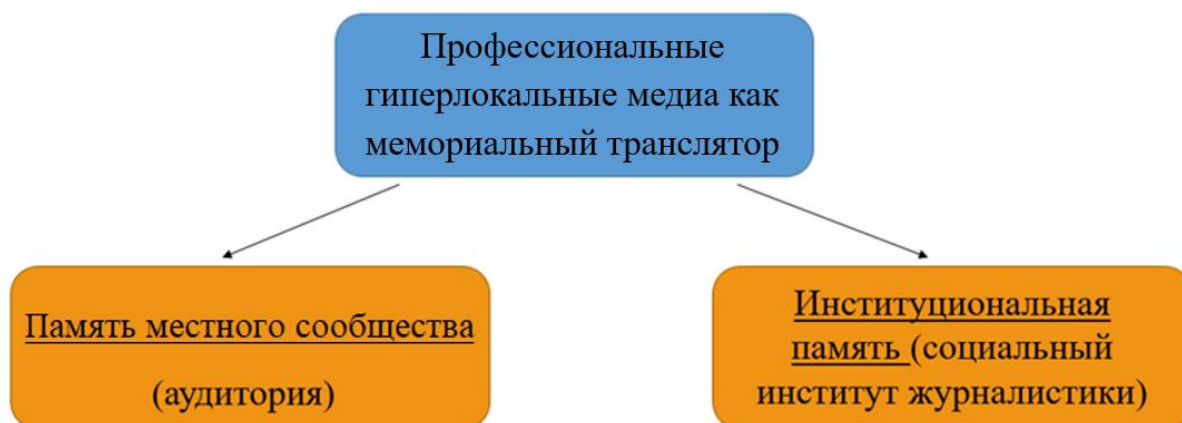 Профессиональные
гиперлокальные медиа как
мемориальный транслятор
Память местного сообщества
(аудитория)
Институциональная
память (социальный
институт журналистики)